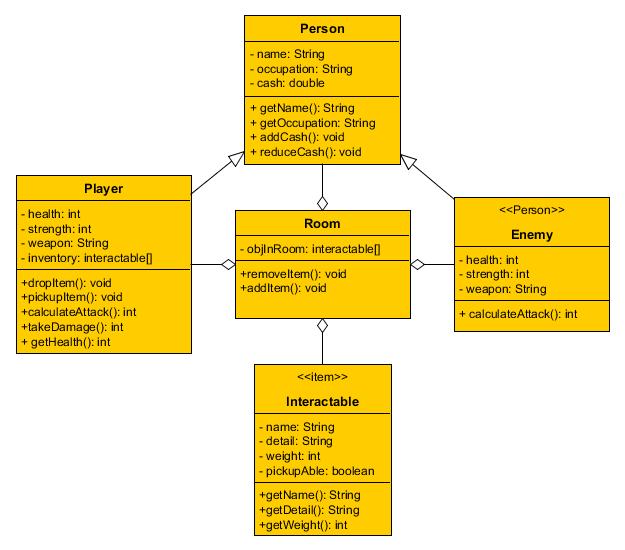 Person
- name: String
- occupation: String
- cash: double
+ getName(): String
+ getOccupation: String
+ addCash(): void
+ reduceCash(): void
Player
- health: int
- strength: int
- weapon: String
- inventory: interactable[]
+dropItem(): void
+pickupItem(): void
+calculateAttack(): int
+takeDamage(): int
+ getHealth(): int
Room
- objInRoom: interactable[]
+removeItem(): void
+addItem(): void
<<Person>>
Enemy
- health: int
- strength: int
- weapon: String
+ calculateAttack(): int
<<item>>
Interactable
- name: String
- detail: String
- weight: int
- pickupAble: boolean
+getName(): String
+getDetail(): String
+getWeight(): int